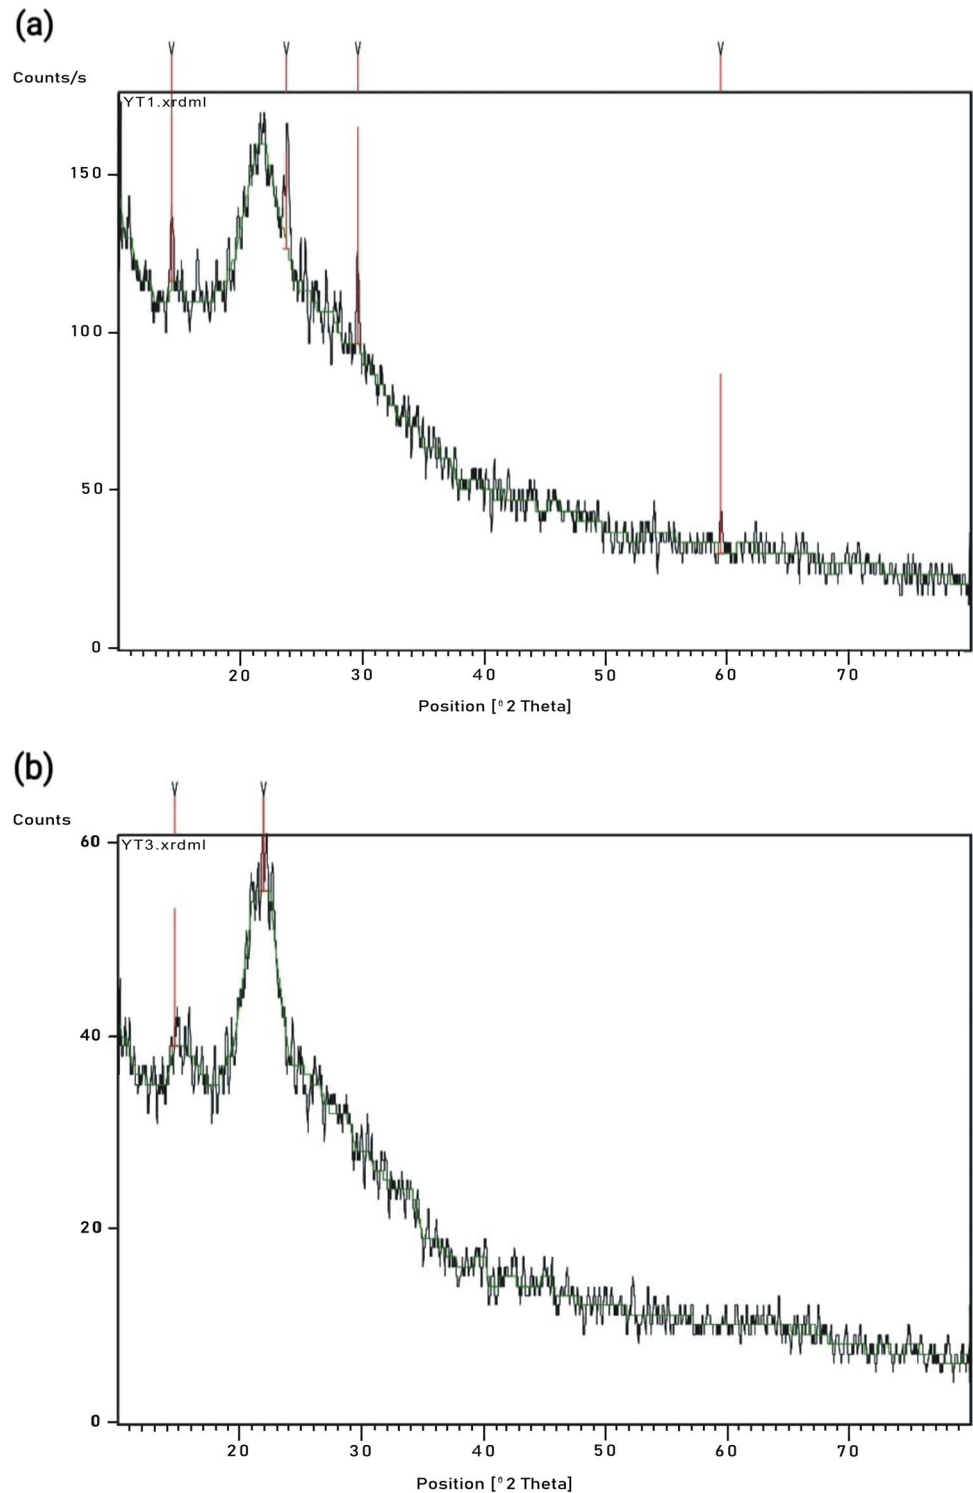 (a)
Counts/s
YT1.xrdml
150
100
50
0
20 30 40 50 60 70
Position [°2 Theta]
(b)
Counts
60
YT3.xrdml
40
20
0
20 30 40 50 60 70
Position [°2 Theta]